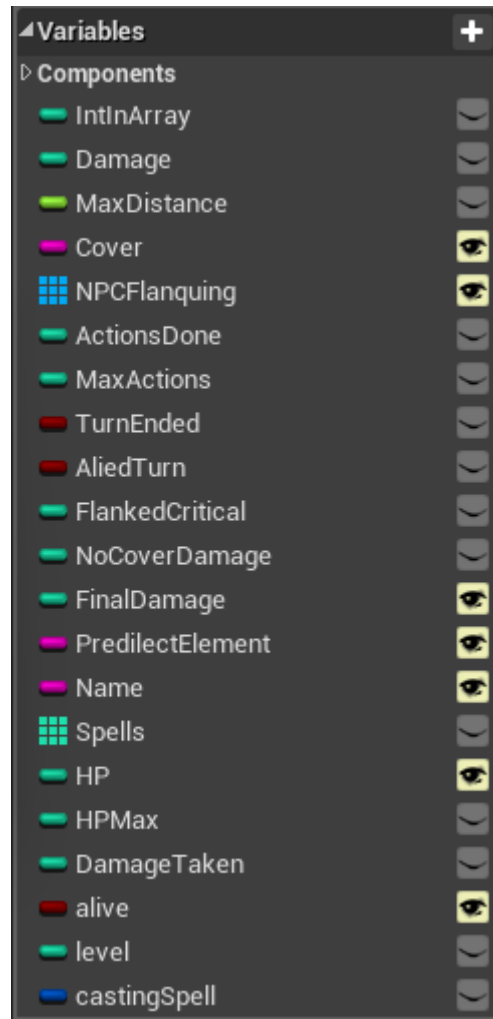 Variables
Components
IntInArray
Damage
MaxDistance
Cover
NPCFlanquing
ActionsDone
MaxActions
TurnEnded
AliedTurn
FlankedCritical
NoCoverDamage
FinalDamage
PredilectElement
Name
Spells
HP
HPMax
DamageTaken
alive
level
castingSpell